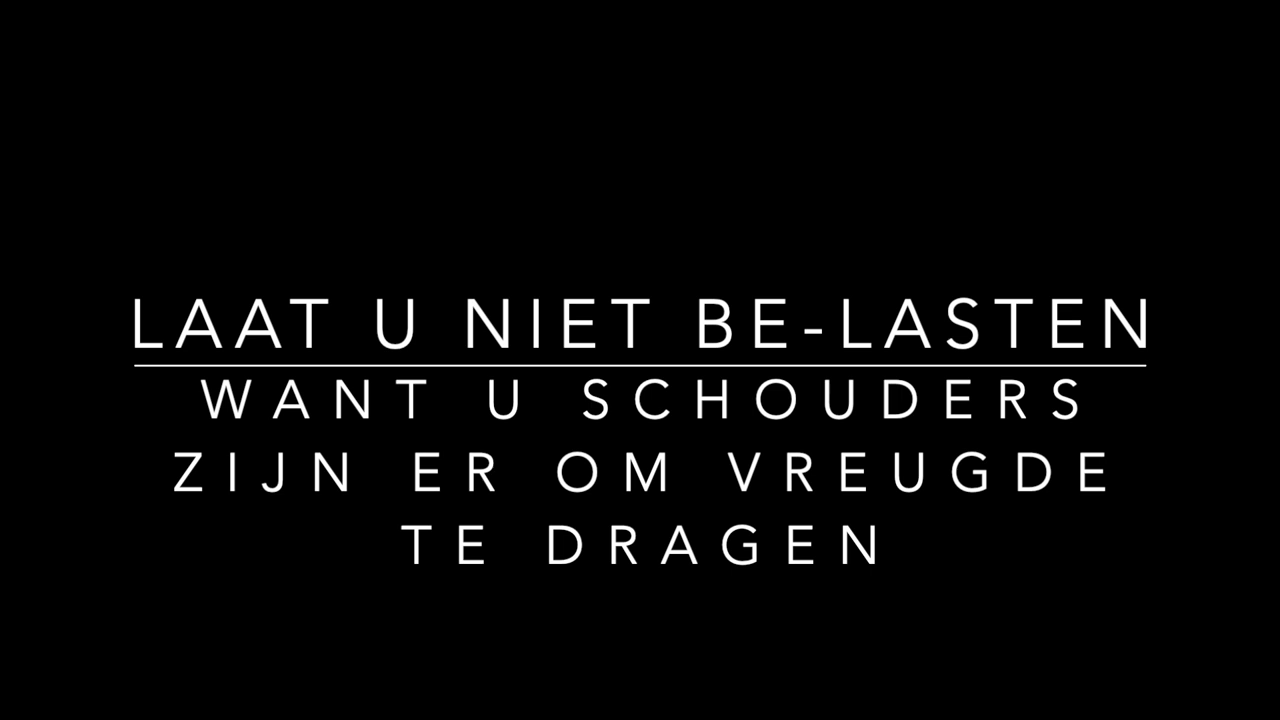 LAAT U NIET BE-LASTEN
WANT U SCHOUDERS
ZIJN ER OM VREUGDE
TE DRAGEN